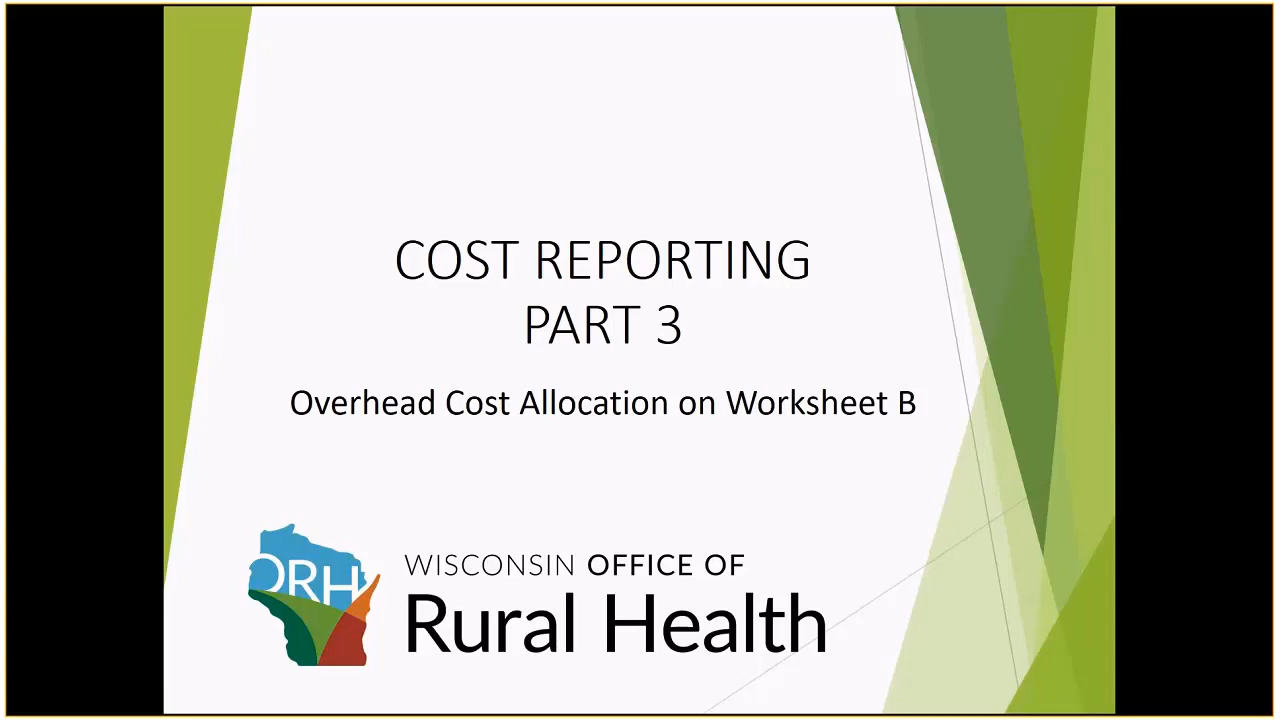 COST REPORTING
PART 3
Overhead Cost Allocation on Worksheet B
ORH
WISCONSIN OFFICE OF
Rural Health